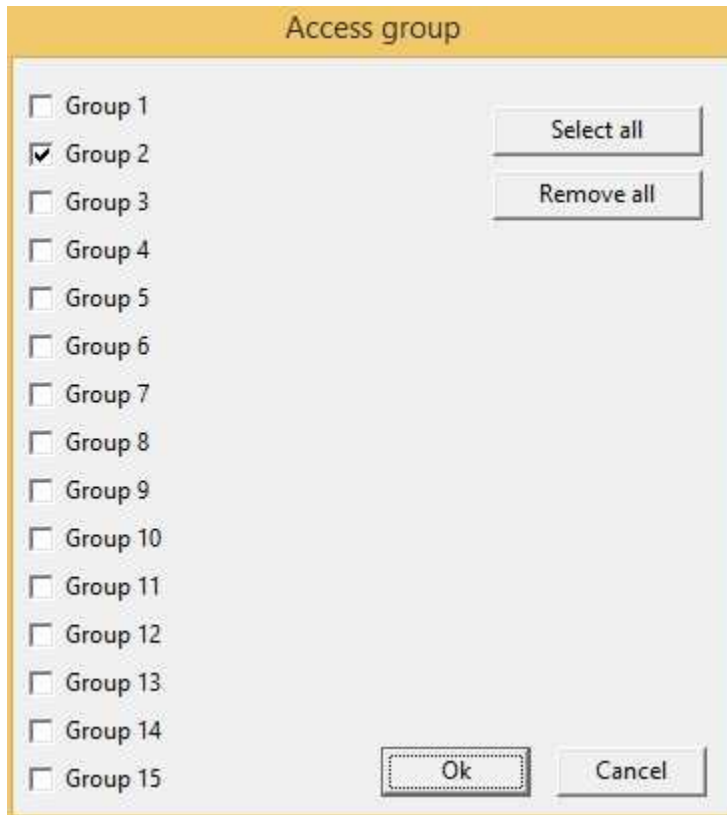 Access group
Group 1
Select all
Group 2
Remove all
Group 3
Group 4
Group 5
Group 6
Group 7
Group 8
Group 9
Group 10
Group 11
Group 12
Group 13
Group 14
Group 15
Ok
Cancel